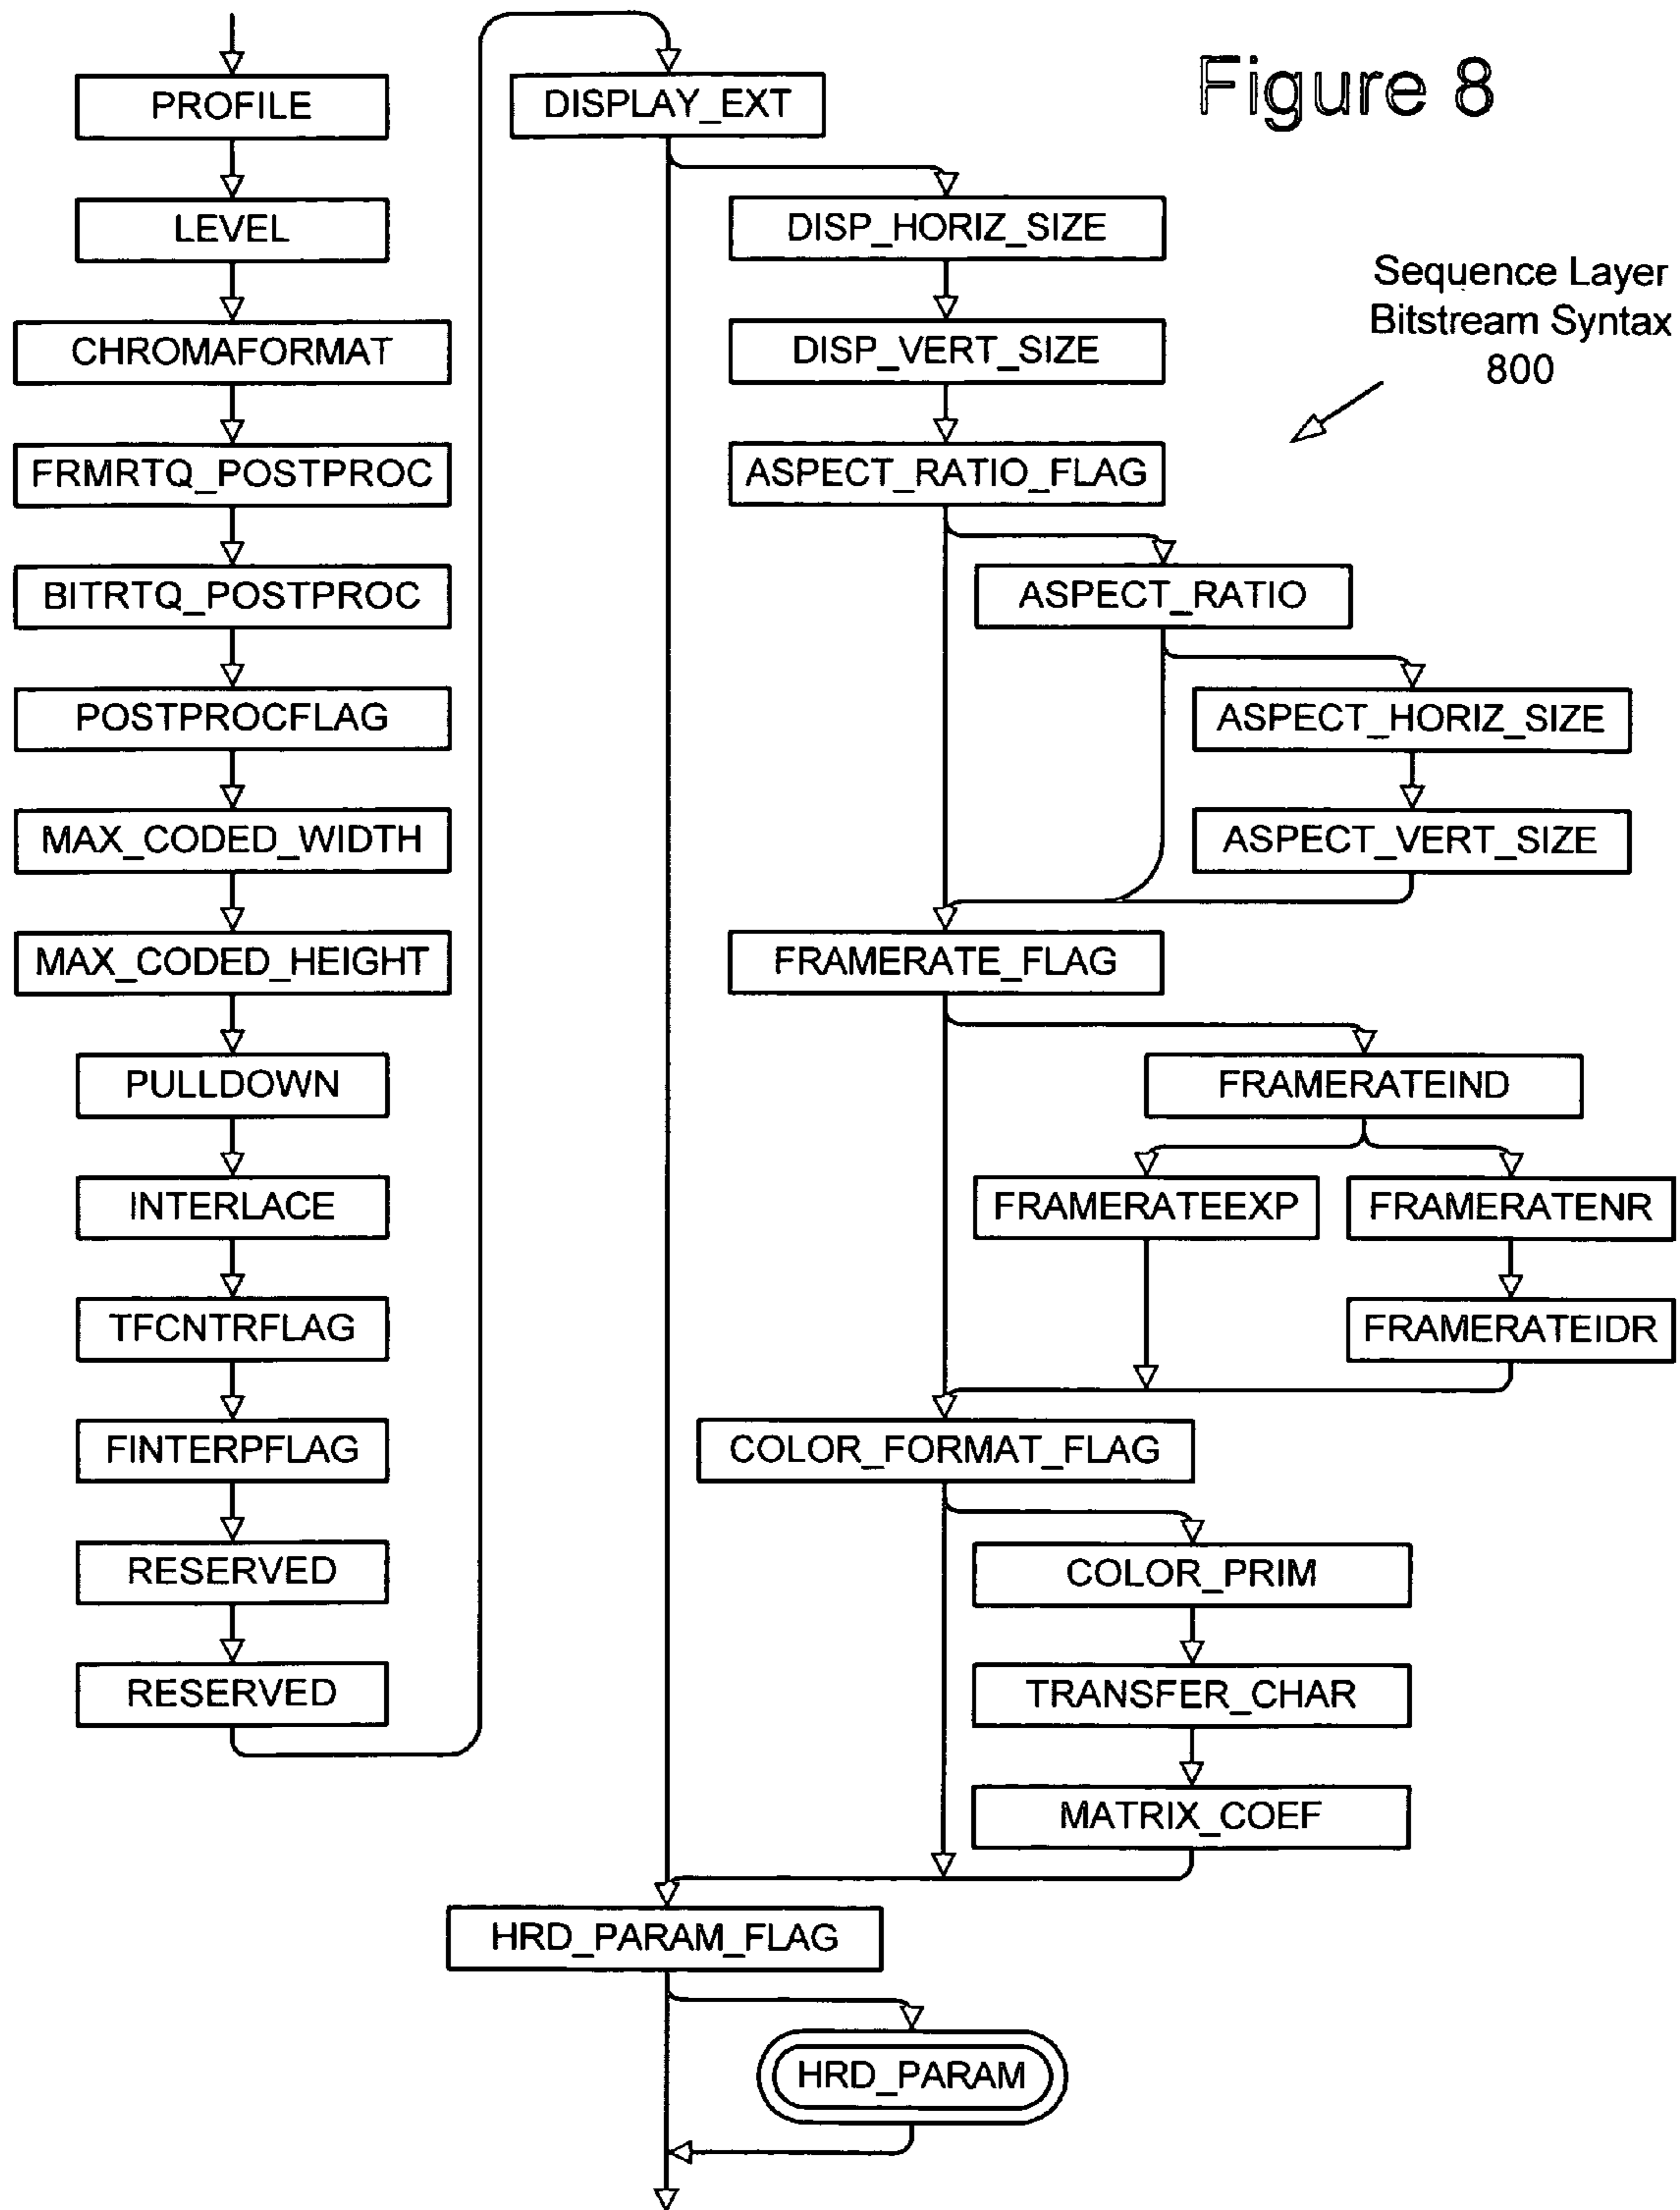 Figure 8
Sequence Layer
Bitstream Syntax
800
PROFILE
LEVEL
CHROMAFORMAT
FRMRTQ_POSTPROC
BITRTQ_POSTPROC
POSTPROCFLAG
MAX_CODED_WIDTH
MAX_CODED_HEIGHT
PULLDOWN
INTERLACE
TFCNTRFLAG
FINTERPFLAG
RESERVED
RESERVED
DISPLAY_EXT
DISP_HORIZ_SIZE
DISP_VERT_SIZE
ASPECT_RATIO_FLAG
ASPECT_RATIO
ASPECT_HORIZ_SIZE
ASPECT_VERT_SIZE
FRAMERATE_FLAG
FRAMERATEIND
FRAMERATEEXP
FRAMERATENR
FRAMERATEIDR
COLOR_FORMAT_FLAG
COLOR_PRIM
TRANSFER_CHAR
MATRIX_COEF
HRD_PARAM_FLAG
HRD_PARAM